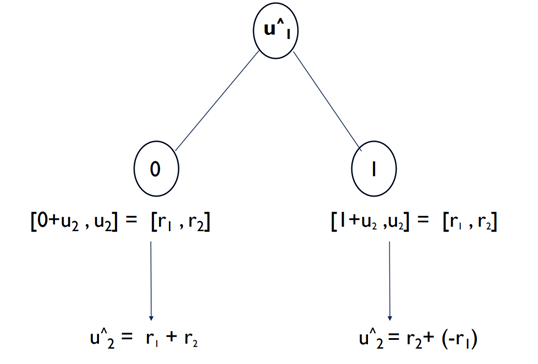 u^₁
0 1
[0+u₂ , u₂] = [r₁ , r₂] [1+u₂ ,u₂] = [r₁ , r₂]
u^₂ = r₁ + r₂ u^₂ = r₂+ (-r₁)